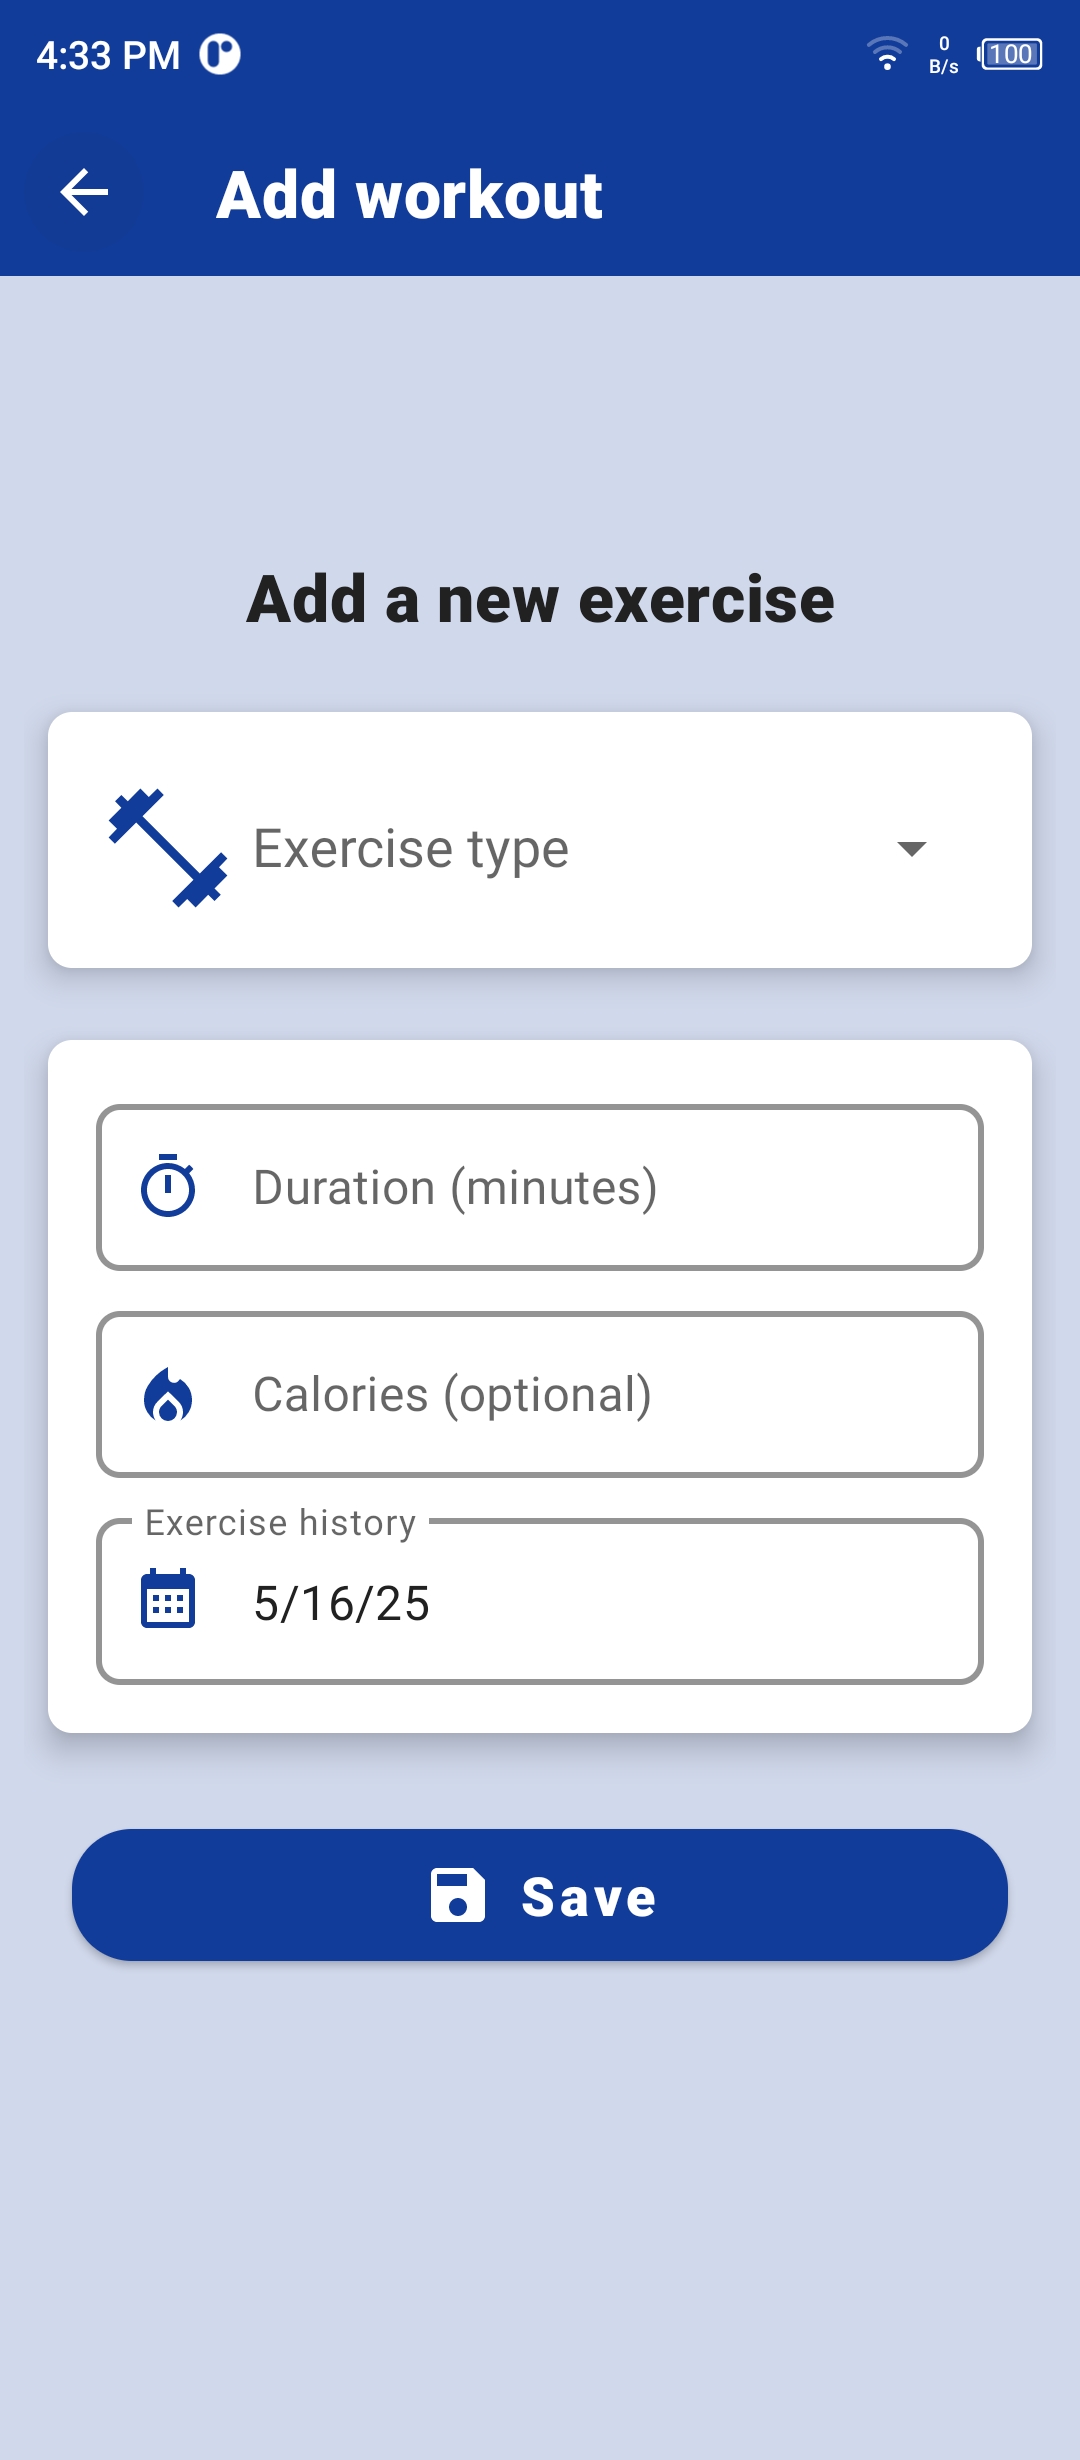 4:33 PM
0
B/s
100
Add workout
Add a new exercise
Exercise type
Duration (minutes)
Calories (optional)
Exercise history
5/16/25
Save